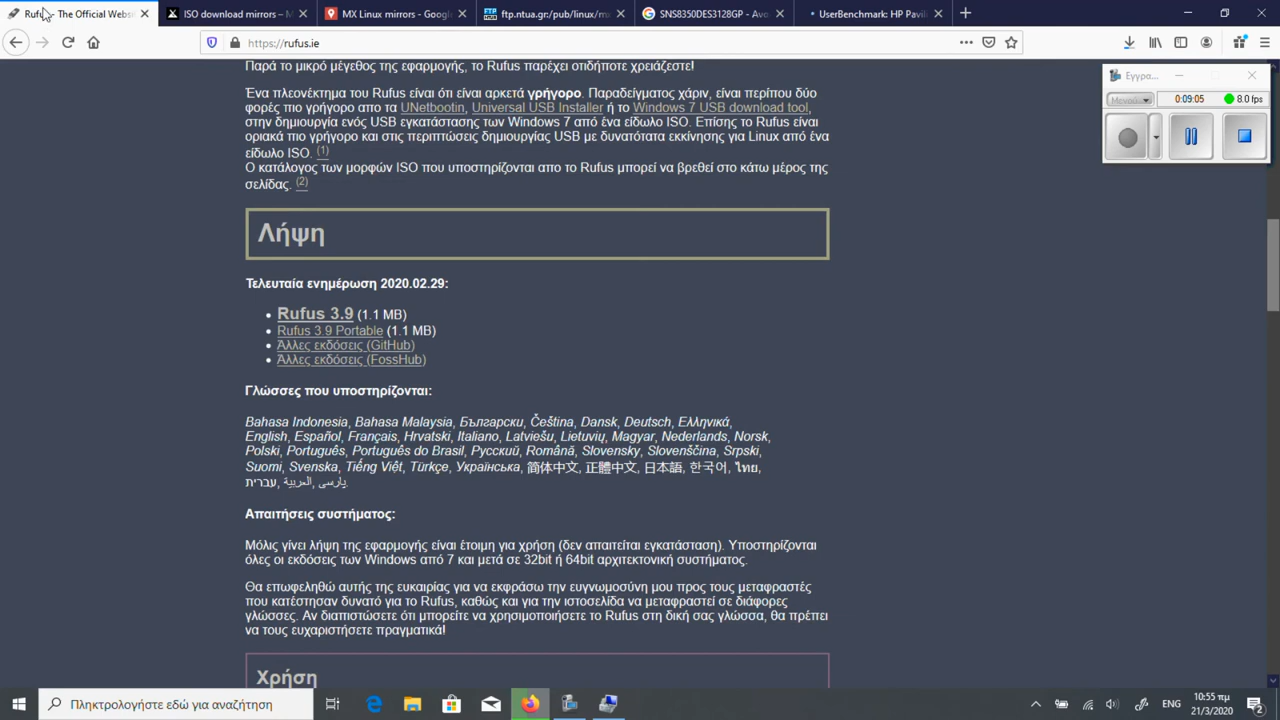 Rufus - The Official Webs
ISO download mirrors – M
MX Linux mirrors - Google
ftp.ntua.gr:/pub/linux/mx
SNS8350DES3128GP - Ανα
UserBenchmark: HP Pavil
https://rufus.ie
Παρά το μικρό μέγεθος της εφαρμογής, το Rufus παρέχει οτιδήποτε χρειάζεστε!
Ένα πλεονέκτημα του Rufus είναι ότι είναι αρκετά γρήγορο. Παραδείγματος χάριν, είναι περίπου δύο
φορές πιο γρήγορο απο τα UNetbootin, Universal USB Installer ή το Windows 7 USB download tool,
στην δημιουργία ενός USB εγκατάστασης των Windows 7 από ένα είδωλο ISO. Επίσης το Rufus είναι
οριακά πιο γρήγορο και στις περιπτώσεις δημιουργίας USB με δυνατότατα εκκίνησης για Linux από ένα
είδωλο ISO. (1)
Ο κατάλογος των μορφών ISO που υποστηρίζονται απο το Rufus μπορεί να βρεθεί στο κάτω μέρος της
σελίδας. (2)
Λήψη
Τελευταία ενημέρωση 2020.02.29:
• Rufus 3.9 (1.1 MB)
• Rufus 3.9 Portable (1.1 MB)
• Άλλες εκδόσεις (GitHub)
• Άλλες εκδόσεις (FossHub)
Γλώσσες που υποστηρίζονται:
Bahasa Indonesia, Bahasa Malaysia, Български, Čeština, Dansk, Deutsch, Ελληνικά,
English, Español, Français, Hrvatski, Italiano, Latviešu, Lietuvių, Magyar, Nederlands, Norsk,
Polski, Português, Português do Brasil, Русский, Română, Slovensky, Slovenščina, Srpski,
Suomi, Svenska, Tiếng Việt, Türkçe, Українська, 简体中文, 正體中文, 日本語, 한국어, ไทย,
עברית, العربية, پارسی.
Απαιτήσεις συστήματος:
Μόλις γίνει λήψη της εφαρμογής είναι έτοιμη για χρήση (δεν απαιτείται εγκατάσταση). Υποστηρίζονται
όλες οι εκδόσεις των Windows από 7 και μετά σε 32bit ή 64bit αρχιτεκτονική συστήματος.
Θα επωφεληθώ αυτής της ευκαιρίας για να εκφράσω την ευγνωμοσύνη μου προς τους μεταφραστές
που κατέστησαν δυνατό για το Rufus, καθώς και για την ιστοσελίδα να μεταφραστεί σε διάφορες
γλώσσες. Αν διαπιστώσετε ότι μπορείτε να χρησιμοποιήσετε το Rufus στη δική σας γλώσσα, θα πρέπει
να τους ευχαριστήσετε πραγματικά!
Χρήση
Εγγρα...
Μενού
0:09:05
8.0 fps
Πληκτρολογήστε εδώ για αναζήτηση
ENG
10:55 πμ
21/3/2020
2